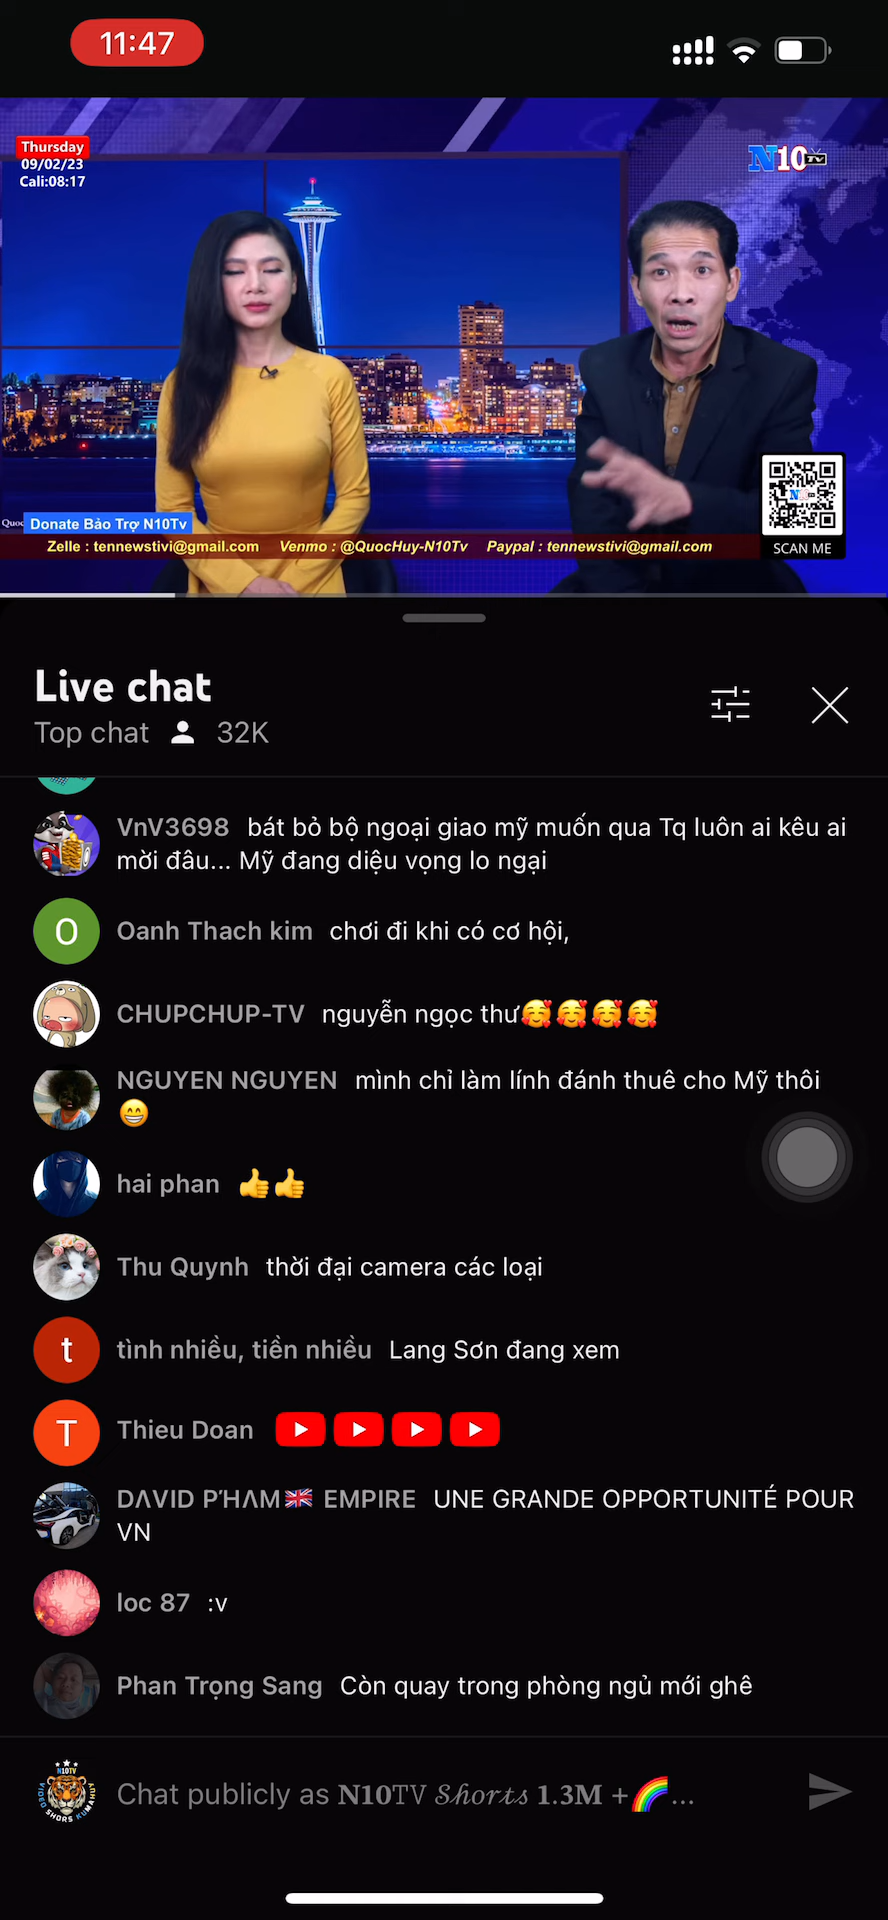 11:47
Thursday
09/02/23
Cali:08:17
N10 TV
Quoc
Donate Bảo Trợ N10Tv
Zelle : tennewstivi@gmail.com Venmo : @QuocHuy-N10Tv Paypal : tennewstivi@gmail.com
SCAN ME
Live chat
Top chat 32K
VnV3698 bát bỏ bộ ngoại giao mỹ muốn qua Tq luôn ai kêu ai
mời đâu... Mỹ đang diệu vọng lo ngại
O
Oanh Thach kim chơi đi khi có cơ hội,
CHUPCHUP-TV nguyễn ngọc thư🥰🥰🥰🥰
NGUYEN NGUYEN mình chỉ làm lính đánh thuê cho Mỹ thôi
😁
hai phan 👍👍
Thu Quynh thời đại camera các loại
t
tình nhiều, tiền nhiều Lang Sơn đang xem
T
Thieu Doan
DΛVID PΉΛM🇬🇧 EMPIRE UNE GRANDE OPPORTUNITÉ POUR
VN
loc 87 :v
Phan Trọng Sang Còn quay trong phòng ngủ mới ghê
N10TV
Chat publicly as 𝐍𝟏𝟎TV 𝓢𝓱𝓸𝓻𝓽𝓼 𝟏.𝟑𝐌 +🌈...